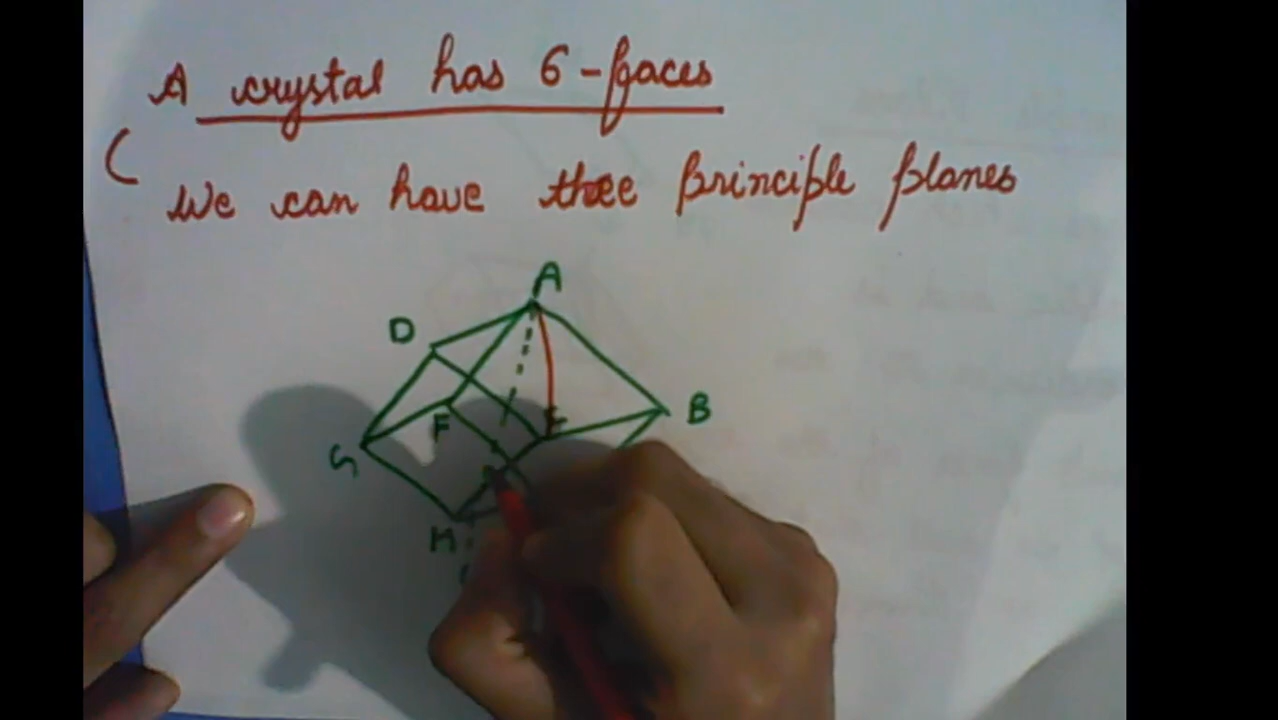 A crystal has 6-faces
( We can have three principle planes
A
D
B
F
E
G
H